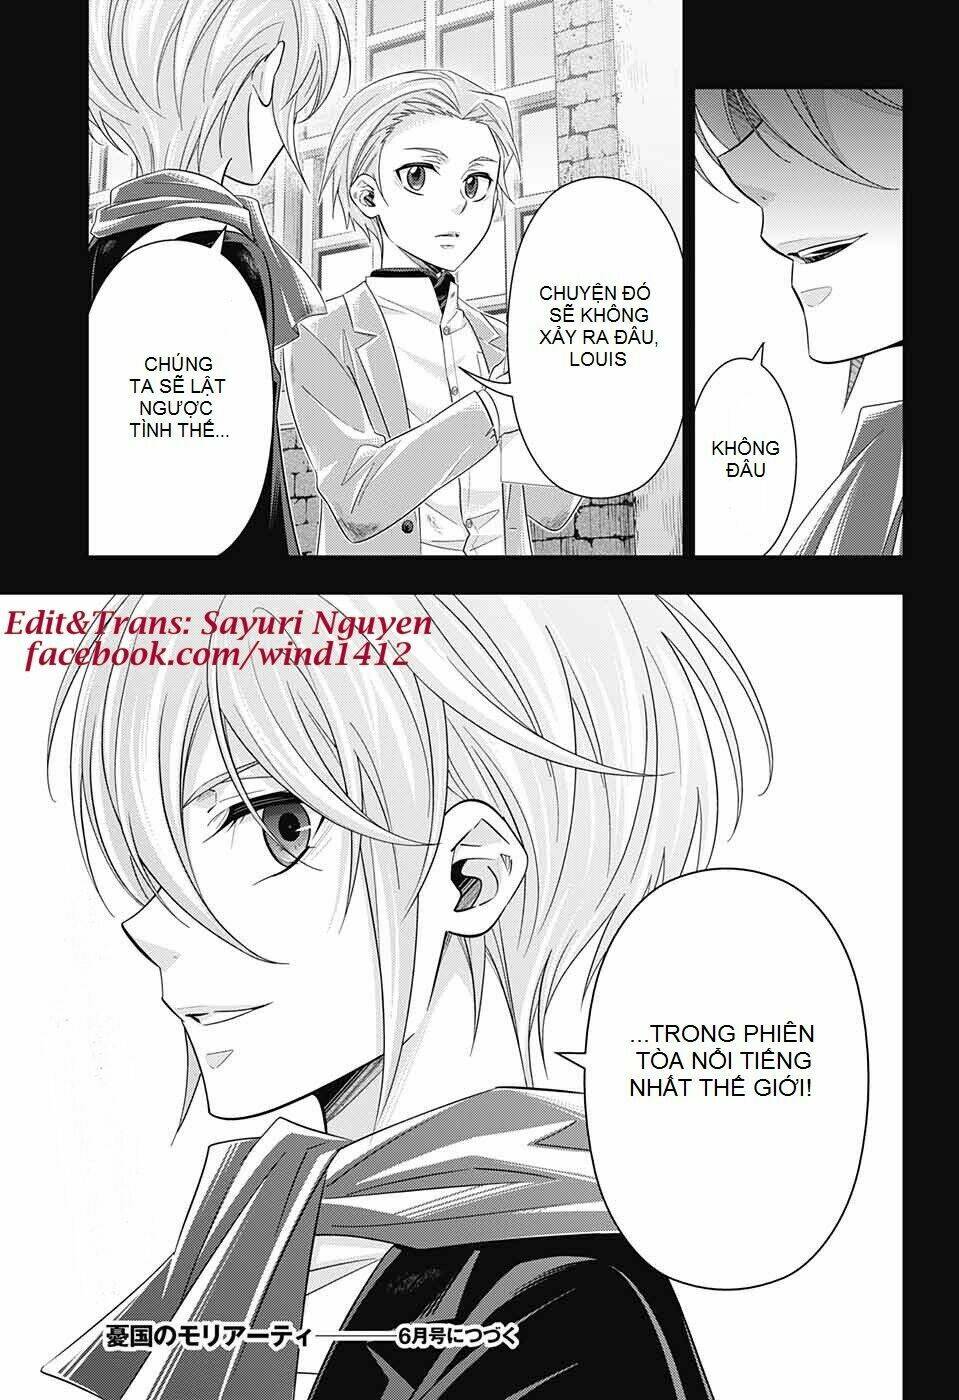 KHÔNG
ĐÂU
CHUYỆN ĐÓ
SẼ KHÔNG
XẢY RA ĐÂU,
LOUIS
CHÚNG
TA SẼ LẬT
NGƯỢC
TÌNH THẾ...
Edit&Trans: Sayuri Nguyen
facebook.com/wind1412
...TRONG PHIÊN
TÒA NỔI TIẾNG
NHẤT THẾ GIỚI!
憂国のモリアーティ────6月号につづく